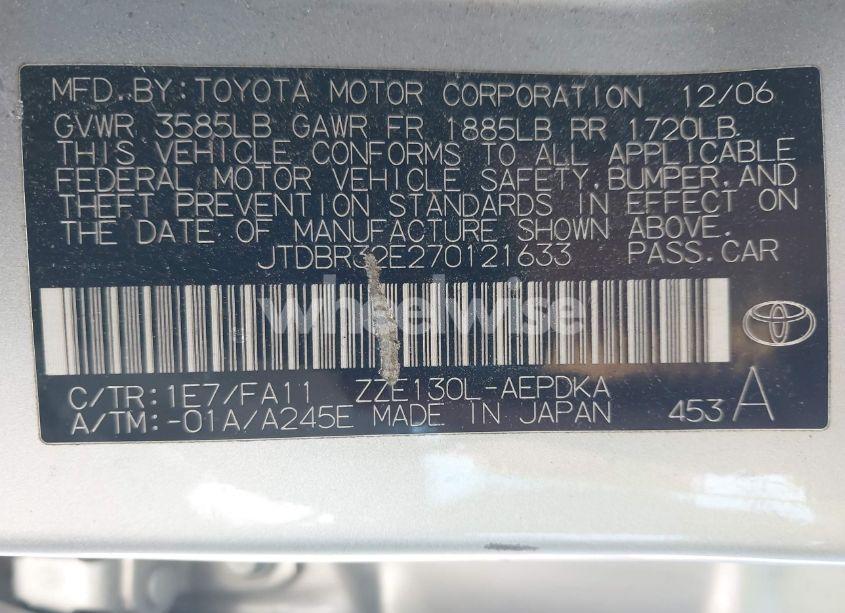 MFD. BY: TOYOTA MOTOR CORPORATION 12/06
GVWR 3585LB GAWR FR 1885LB RR 1720LB
THIS VEHICLE CONFORMS TO ALL APPLICABLE
FEDERAL MOTOR VEHICLE SAFETY, BUMPER, AND
THEFT PREVENTION STANDARDS IN EFFECT ON
THE DATE OF MANUFACTURE SHOWN ABOVE.
JTDBR32E270121633 PASS. CAR
wheelwise
C/TR: 1E7/FA11 ZZE130L-AEPDKA
A/TM: -01A/A245E MADE IN JAPAN 453 A